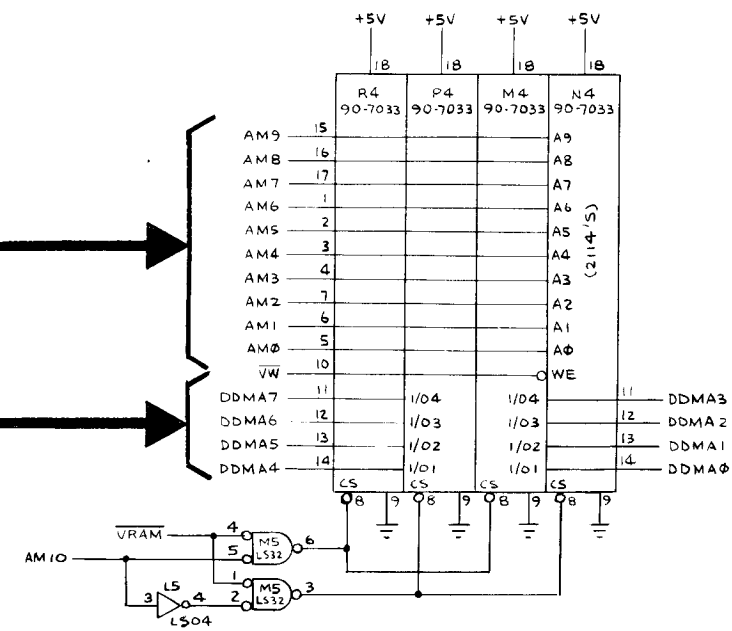 +5V +5V +5V +5V
18 18 18 18
R4 P4 M4 N4
90-7033 90-7033 90-7033 90-7033
AM9 15 A9
AM8 16 A8
AM7 17 A7
AM6 1 A6
AM5 2 A5
AM4 3 A4
AM3 4 A3
AM2 7 A2
AM1 6 A1
AMØ 5 AØ
(2114'S)
VW 10 WE
DDMA7 11 I/O4 I/O4 11 DDMA3
DDMA6 12 I/O3 I/O3 12 DDMA2
DDMA5 13 I/O2 I/O2 13 DDMA1
DDMA4 14 I/O1 I/O1 14 DDMAØ
CS CS CS CS
8 9 8 9 8 9 8 9
VRAM 4 M5 6
AM10 5 LS32
1 M5 3
2 LS32
L5
3 4
LS04